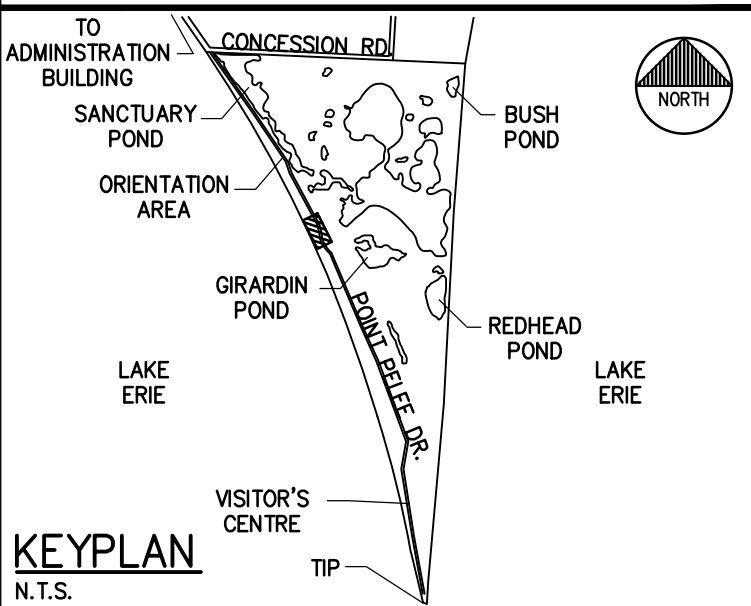 TO
ADMINISTRATION
BUILDING
CONCESSION RD.
NORTH
SANCTUARY
POND
BUSH
POND
ORIENTATION
AREA
GIRARDIN
POND
POINT PELEE DR.
REDHEAD
POND
LAKE
ERIE
LAKE
ERIE
VISITOR'S
CENTRE
KEYPLAN
N.T.S.
TIP